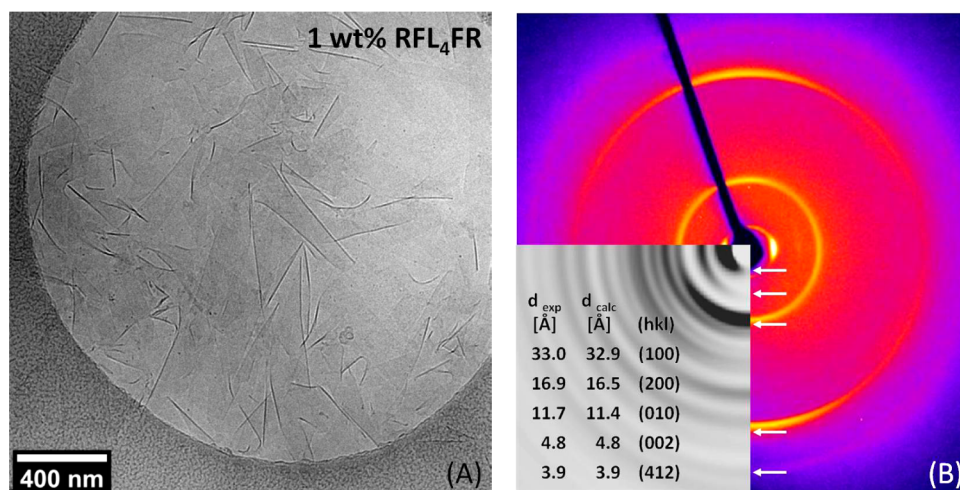 1 wt% RFL₄FR
400 nm
(A)
d exp d calc
[Å] [Å] (hkl)
33.0 32.9 (100)
16.9 16.5 (200)
11.7 11.4 (010)
4.8 4.8 (002)
3.9 3.9 (412)
(B)